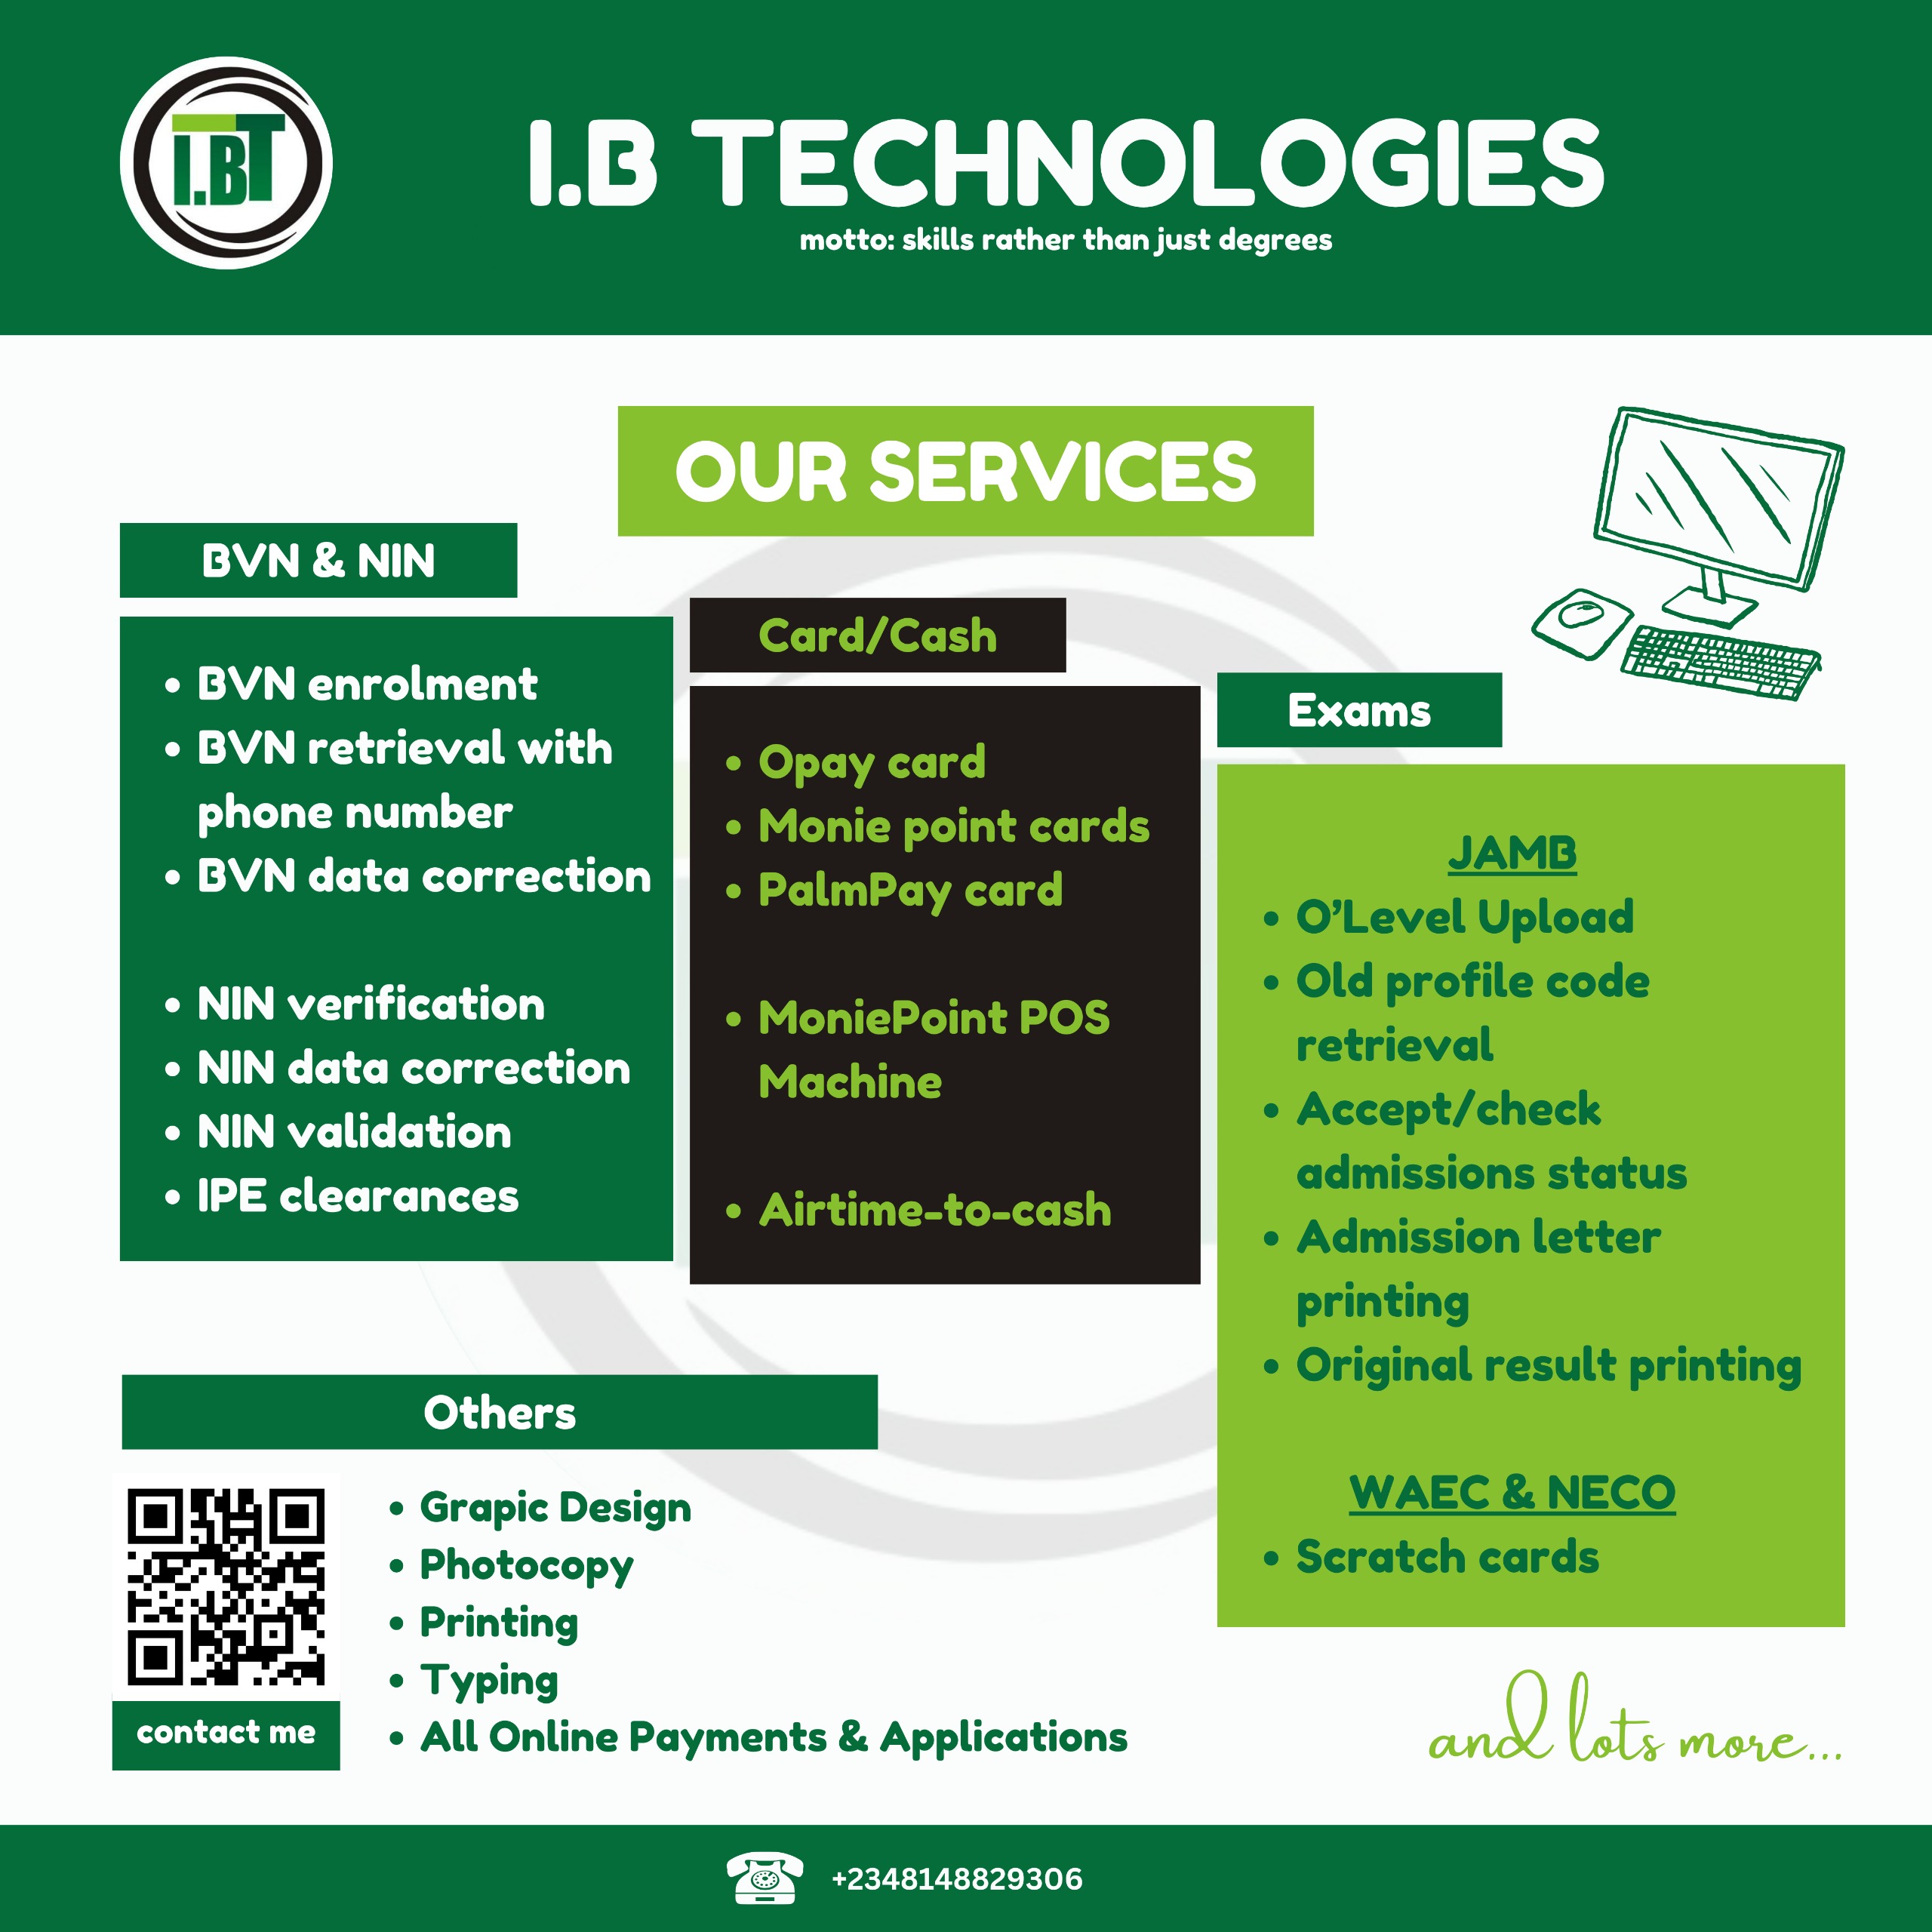 I.BT
I.B TECHNOLOGIES
motto: skills rather than just degrees
OUR SERVICES
BVN & NIN
• BVN enrolment
• BVN retrieval with
phone number
• BVN data correction
• NIN verification
• NIN data correction
• NIN validation
• IPE clearances
Card/Cash
• Opay card
• Monie point cards
• PalmPay card
• MoniePoint POS
Machine
• Airtime-to-cash
Exams
JAMB
• O’Level Upload
• Old profile code
retrieval
• Accept/check
admissions status
• Admission letter
printing
• Original result printing
WAEC & NECO
• Scratch cards
Others
• Grapic Design
• Photocopy
• Printing
• Typing
• All Online Payments & Applications
contact me
and lots more...
+2348148829306